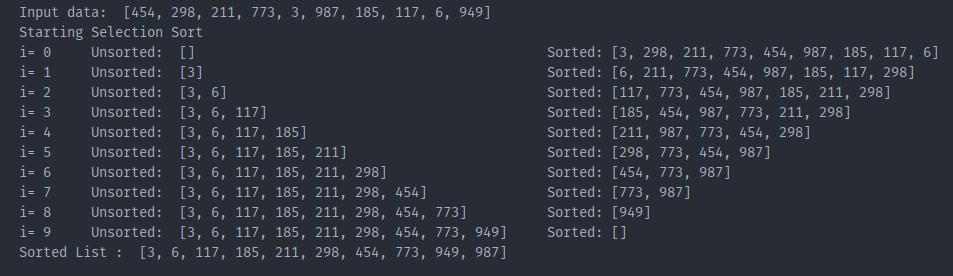 Input data:  [454, 298, 211, 773, 3, 987, 185, 117, 6, 949]
Starting Selection Sort
i= 0     Unsorted:  []     Sorted: [3, 298, 211, 773, 454, 987, 185, 117, 6]
i= 1     Unsorted:  [3]     Sorted: [6, 211, 773, 454, 987, 185, 117, 298]
i= 2     Unsorted:  [3, 6]     Sorted: [117, 773, 454, 987, 185, 211, 298]
i= 3     Unsorted:  [3, 6, 117]     Sorted: [185, 454, 987, 773, 211, 298]
i= 4     Unsorted:  [3, 6, 117, 185]     Sorted: [211, 987, 773, 454, 298]
i= 5     Unsorted:  [3, 6, 117, 185, 211]     Sorted: [298, 773, 454, 987]
i= 6     Unsorted:  [3, 6, 117, 185, 211, 298]     Sorted: [454, 773, 987]
i= 7     Unsorted:  [3, 6, 117, 185, 211, 298, 454]     Sorted: [773, 987]
i= 8     Unsorted:  [3, 6, 117, 185, 211, 298, 454, 773]     Sorted: [949]
i= 9     Unsorted:  [3, 6, 117, 185, 211, 298, 454, 773, 949]     Sorted: []
Sorted List :  [3, 6, 117, 185, 211, 298, 454, 773, 949, 987]